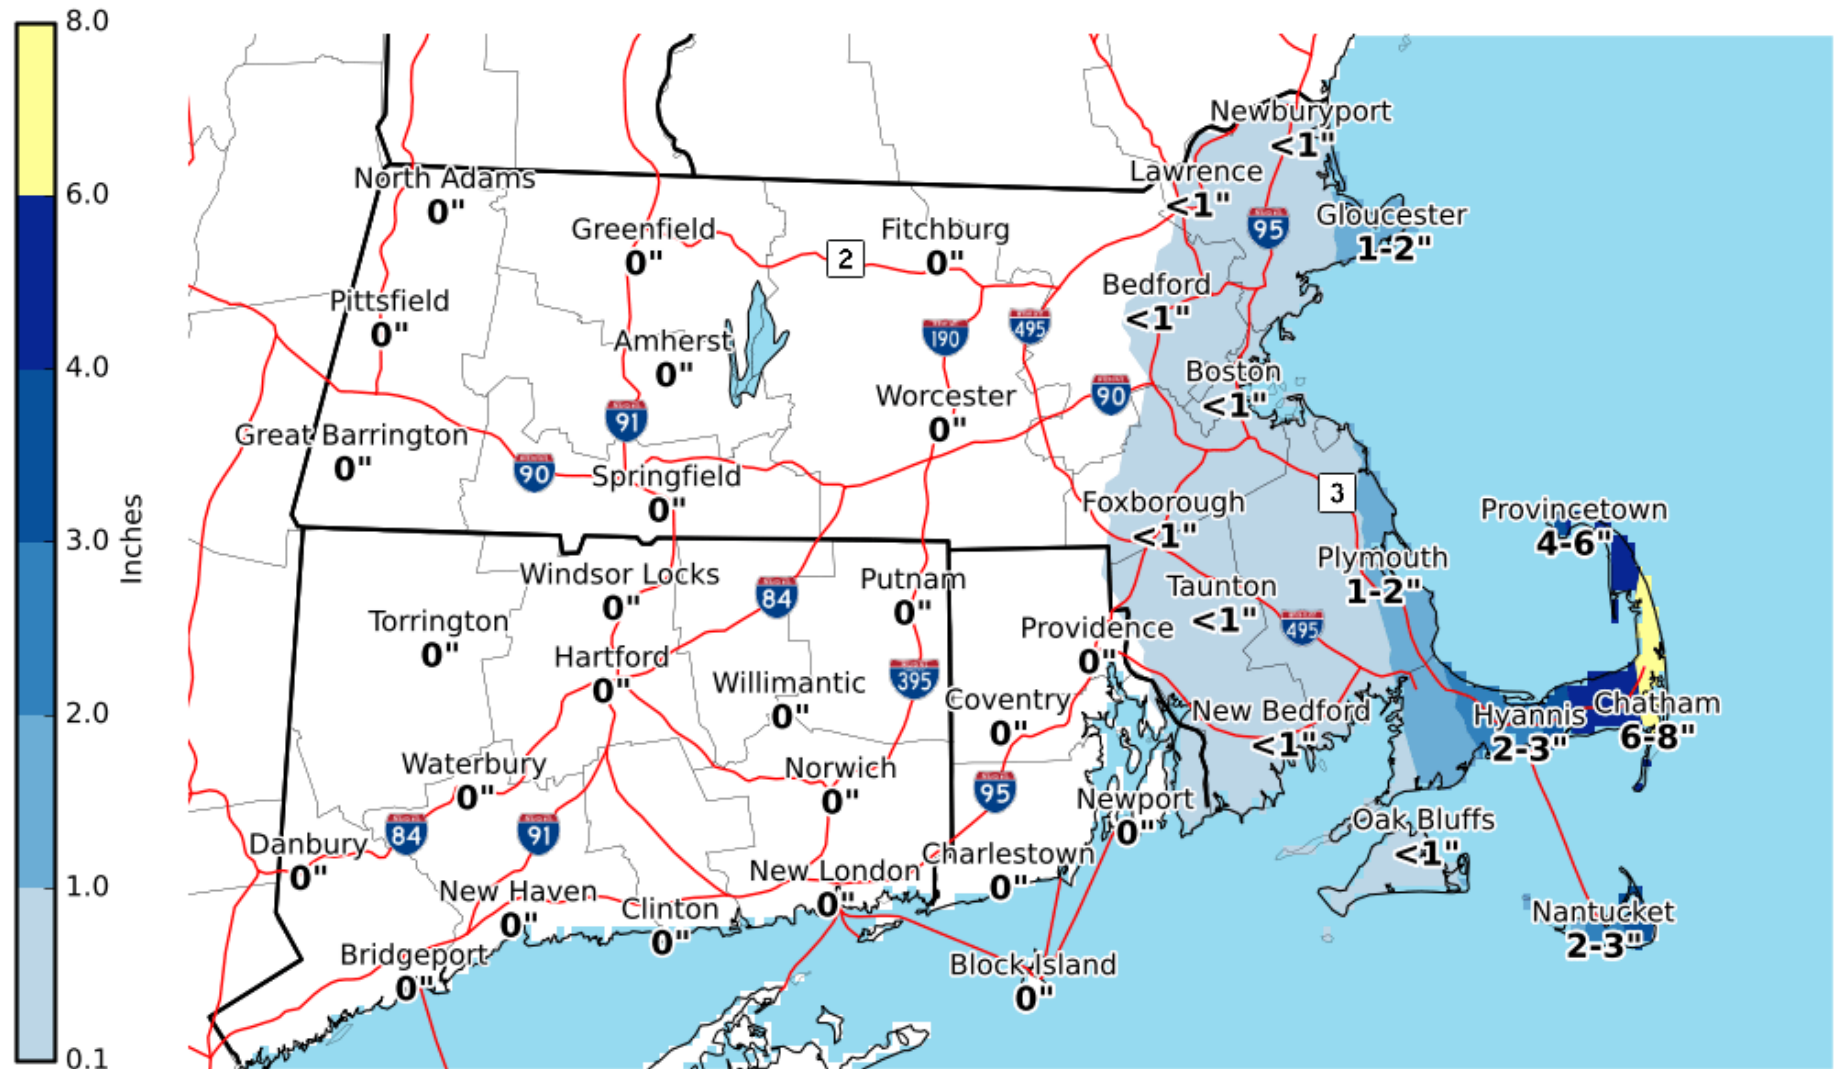 8.0
6.0
4.0
3.0
2.0
1.0
0.1
Inches
Newburyport
<1"
Lawrence
<1"
North Adams
0"
95
Gloucester
1-2"
Greenfield
0"
2
Fitchburg
0"
Bedford
<1"
Pittsfield
0"
Amherst
0"
190
495
Boston
<1"
Worcester
0"
90
91
Great Barrington
0"
90
Springfield
0"
3
Foxborough
<1"
Provincetown
4-6"
Plymouth
1-2"
Windsor Locks
0"
84
Putnam
0"
Taunton
<1"
Torrington
0"
Providence
0"
495
Hartford
0"
Willimantic
0"
395
Coventry
0"
New Bedford
<1"
Hyannis
2-3"
Chatham
6-8"
Waterbury
0"
Norwich
0"
95
Newport
0"
84
91
Oak Bluffs
<1"
Danbury
0"
New London
0"
Charlestown
0"
New Haven
0"
Clinton
0"
Nantucket
2-3"
Bridgeport
0"
Block Island
0"